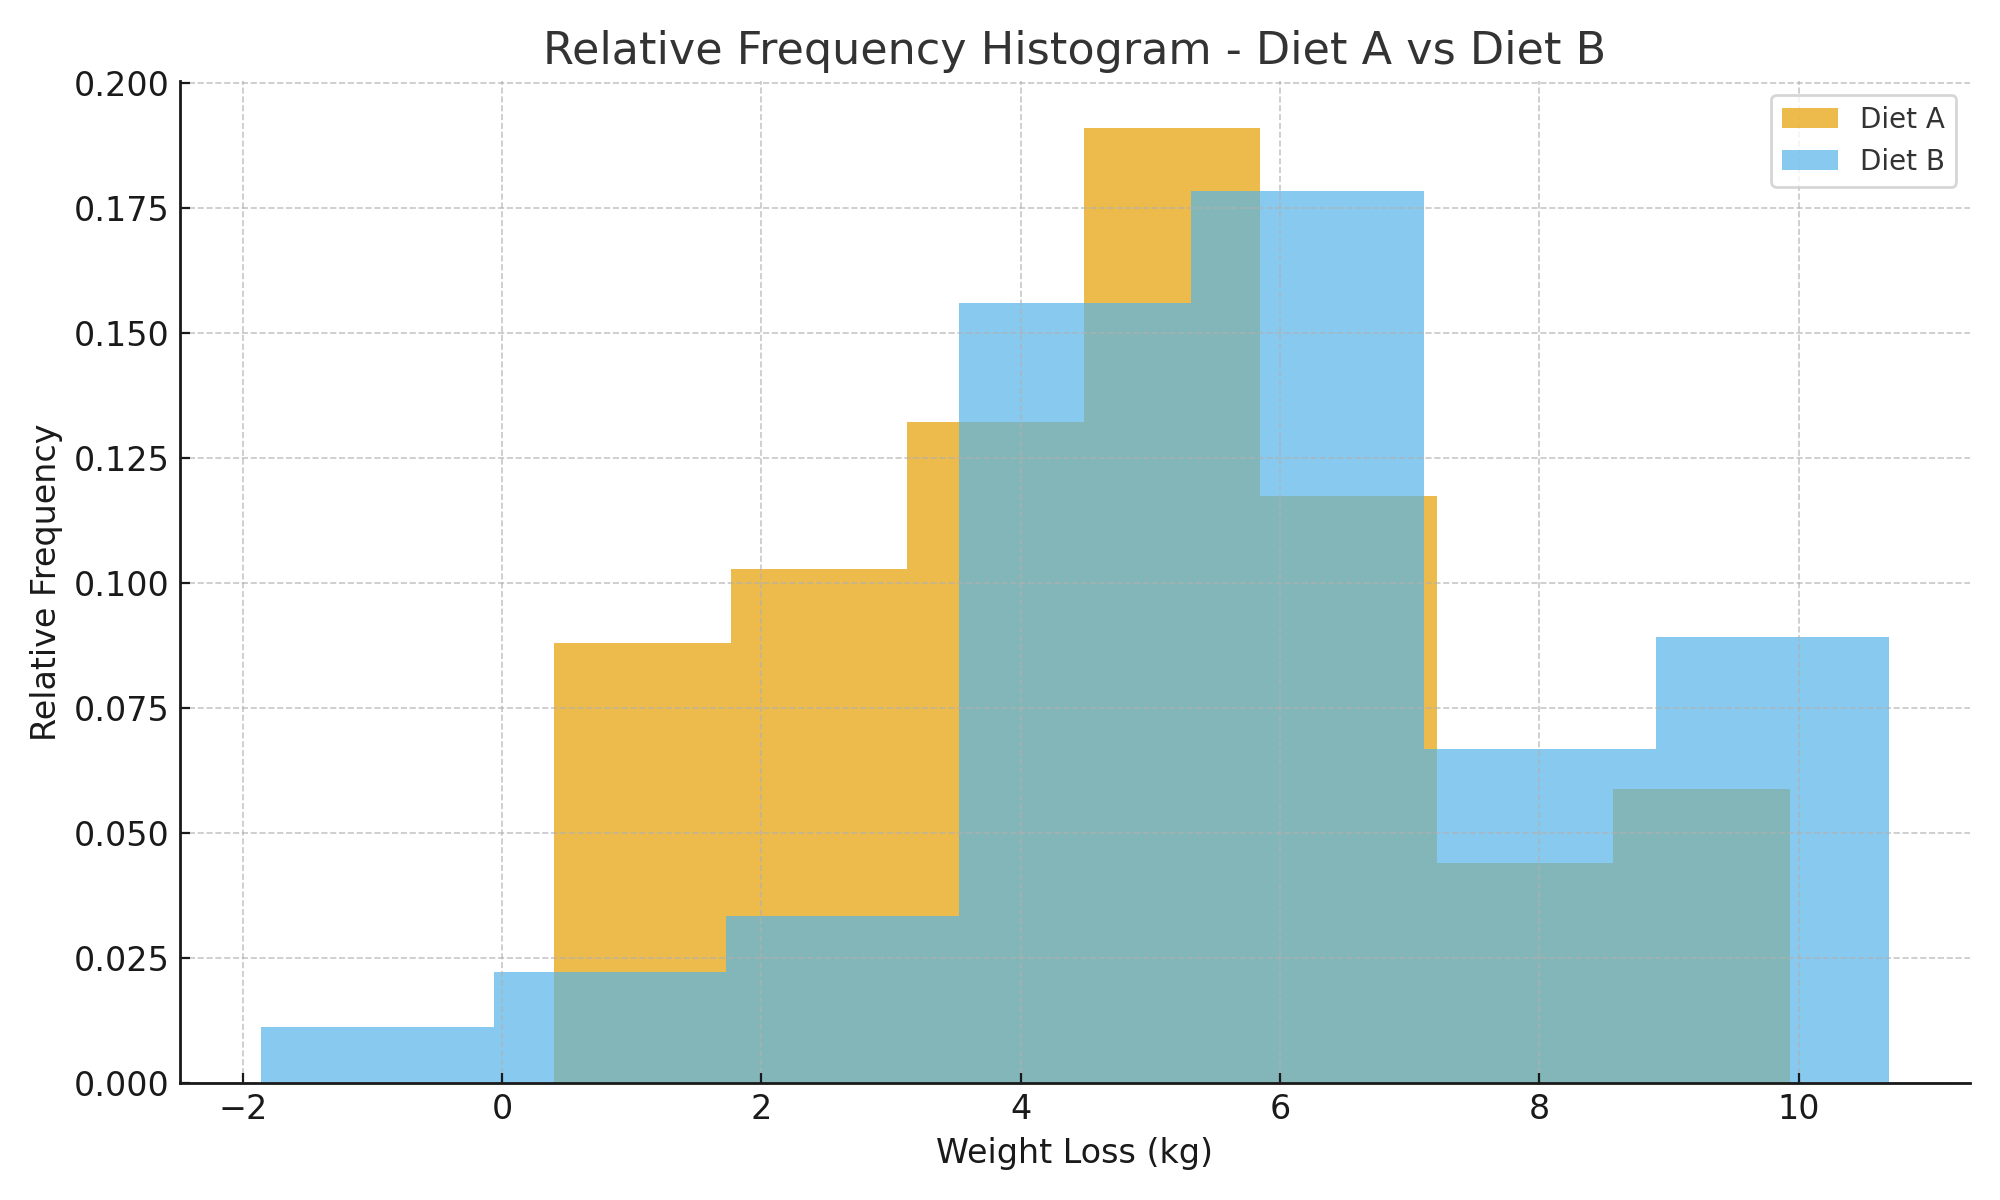 Relative Frequency Histogram - Diet A vs Diet B
Diet A
Diet B
Relative Frequency
0.200
0.175
0.150
0.125
0.100
0.075
0.050
0.025
0.000
−2 0 2 4 6 8 10
Weight Loss (kg)